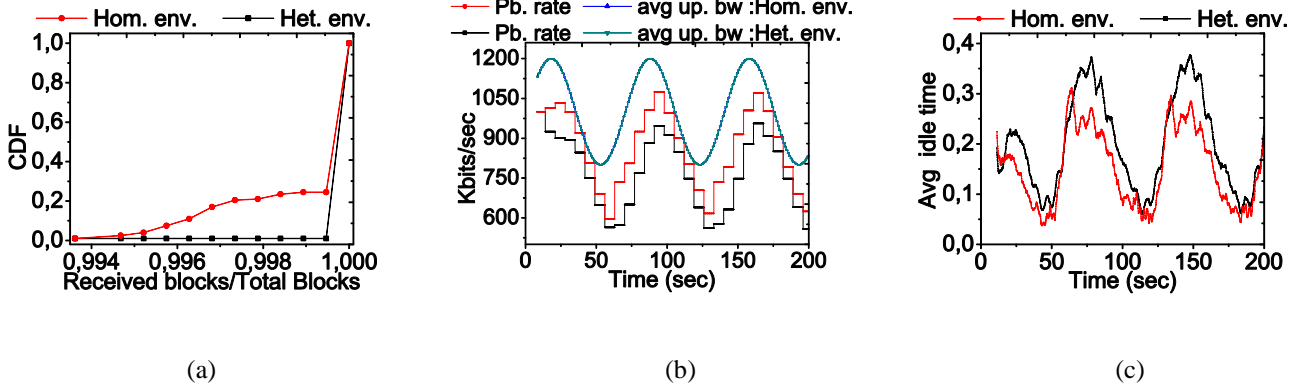 Hom. env. Het. env.
1,0
0,8
0,6
0,4
0,2
0,0
CDF
0,994 0,996 0,998 1,000
Received blocks/Total Blocks
(a)
Pb. rate avg up. bw :Hom. env.
Pb. rate avg up. bw :Het. env.
1200
1050
900
750
600
Kbits/sec
0 50 100 150 200
Time (sec)
(b)
Hom. env. Het. env.
0,4
0,3
0,2
0,1
0,0
Avg idle time
0 50 100 150 200
Time (sec)
(c)